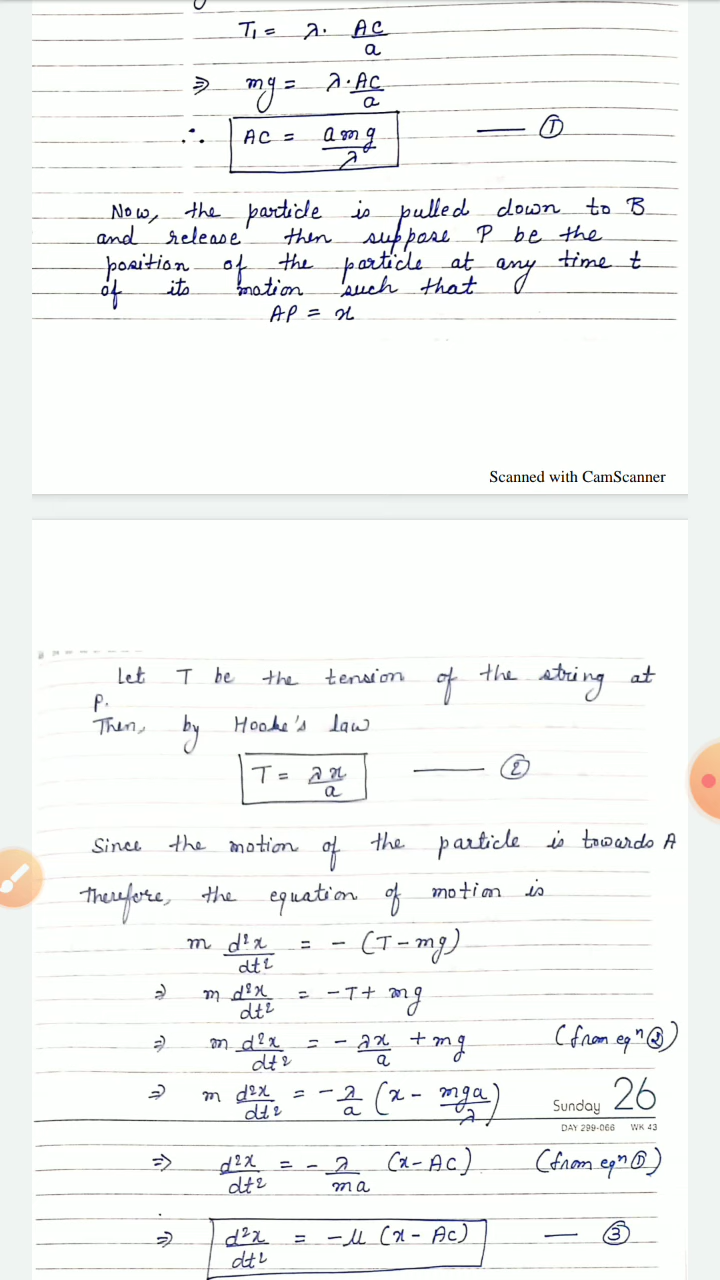 T₁ = λ. AC/a
⇒ mg = λ.AC/a
∴ AC = amg/λ — ①
Now, the particle is pulled down to B
and release then suppose P be the
position of the particle at any time t
of its motion such that
AP = x
Scanned with CamScanner
Let T be the tension of the string at
P.
Then, by Hooke's law
T = λx/a — ②
Since the motion of the particle is towards A
Therefore, the equation of motion is
m d²x/dt² = - (T - mg)
⇒ m d²x/dt² = -T + mg
⇒ m d²x/dt² = - λx/a + mg (from eqⁿ ②)
⇒ m d²x/dt² = - λ/a (x - mga/λ)
Sunday 26
DAY 299-066 WK 43
⇒ d²x/dt² = - λ/ma (x - AC) (from eqⁿ ①)
⇒ d²x/dt² = -μ (x - AC) — ③